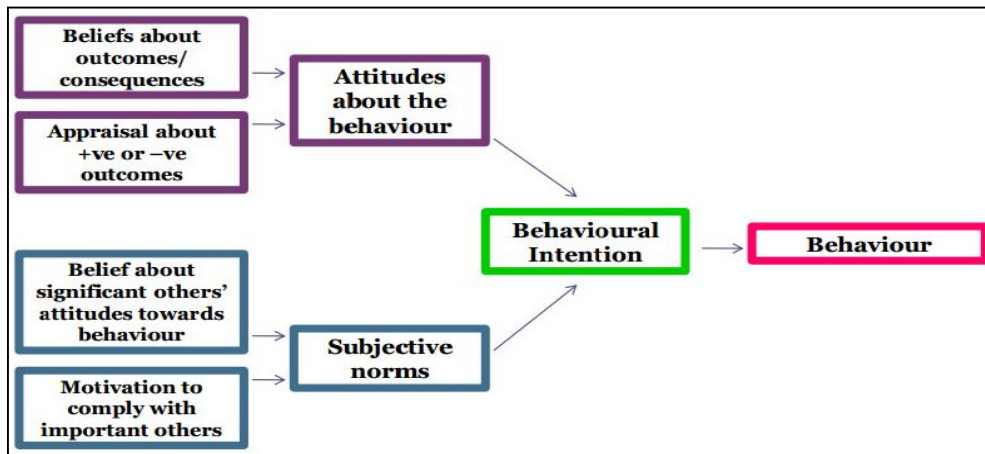 Beliefs about
outcomes/
consequences
Appraisal about
+ve or –ve
outcomes
Attitudes
about the
behaviour
Belief about
significant others’
attitudes towards
behaviour
Motivation to
comply with
important others
Subjective
norms
Behavioural
Intention
Behaviour